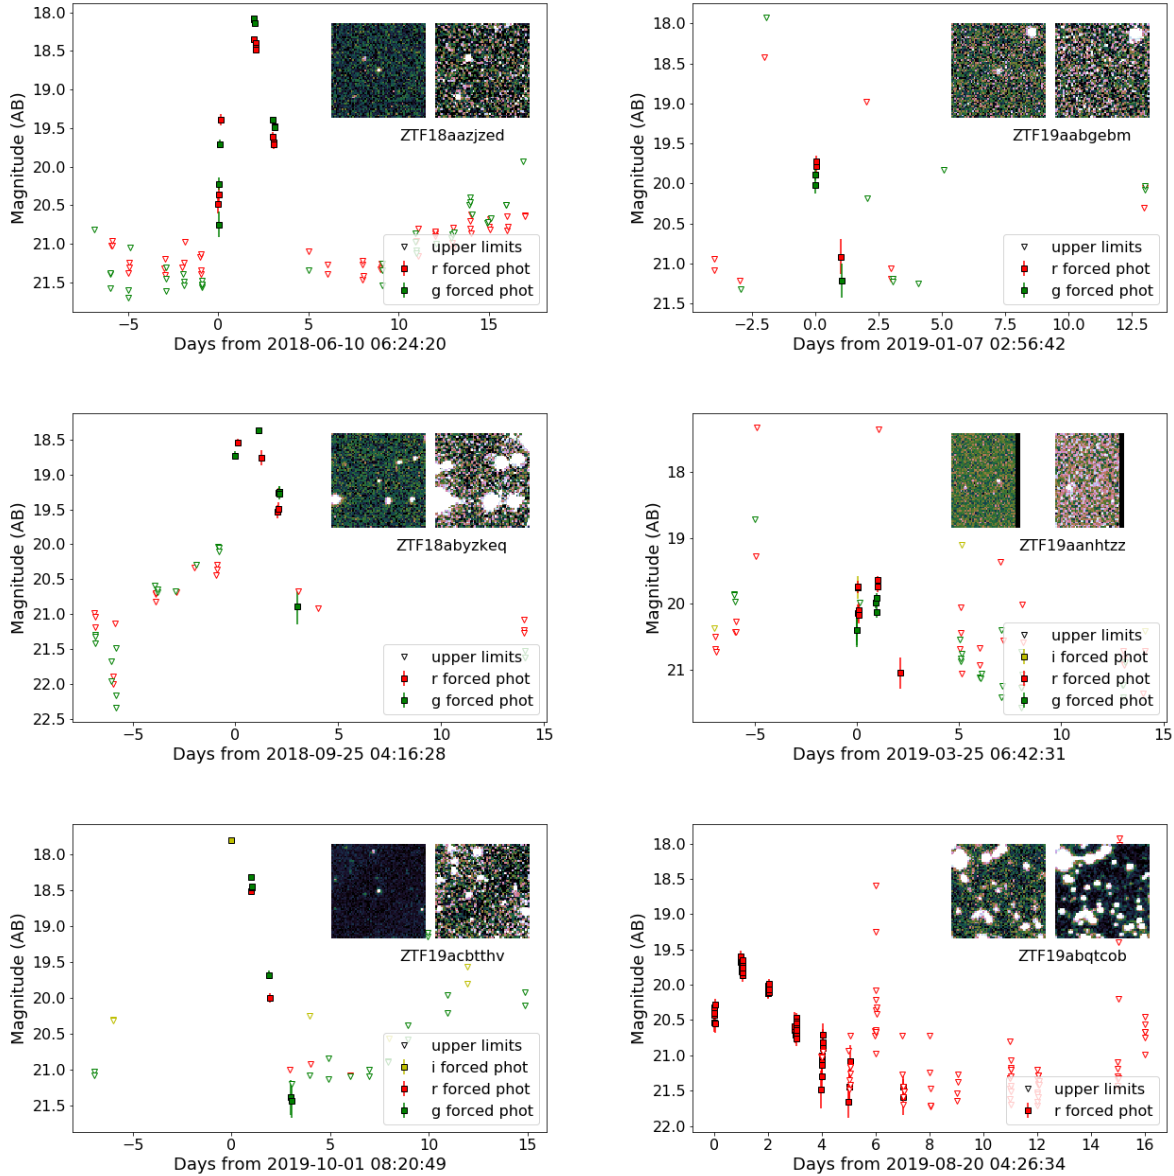 18.0
18.5
19.0
19.5
20.0
20.5
21.0
21.5
Magnitude (AB)
ZTF18aazjzed
upper limits
r forced phot
g forced phot
−5 0 5 10 15
Days from 2018-06-10 06:24:20
18.0
18.5
19.0
19.5
20.0
20.5
21.0
21.5
Magnitude (AB)
ZTF19aabgebm
upper limits
r forced phot
g forced phot
−2.5 0.0 2.5 5.0 7.5 10.0 12.5
Days from 2019-01-07 02:56:42
18.5
19.0
19.5
20.0
20.5
21.0
21.5
22.0
22.5
Magnitude (AB)
ZTF18abyzkeq
upper limits
r forced phot
g forced phot
0 5 10 15
Days from 2018-09-25 04:16:28
18
19
20
21
Magnitude (AB)
ZTF19aanhtzz
upper limits
i forced phot
r forced phot
g forced phot
−5 0 5 10 15
Days from 2019-03-25 06:42:31
18.0
18.5
19.0
19.5
20.0
20.5
21.0
21.5
Magnitude (AB)
ZTF19acbtthv
upper limits
i forced phot
r forced phot
g forced phot
−5 0 5 10 15
Days from 2019-10-01 08:20:49
18.0
18.5
19.0
19.5
20.0
20.5
21.0
21.5
22.0
Magnitude (AB)
ZTF19abqtcob
upper limits
r forced phot
0 2 4 6 8 10 12 14 16
Days from 2019-08-20 04:26:34